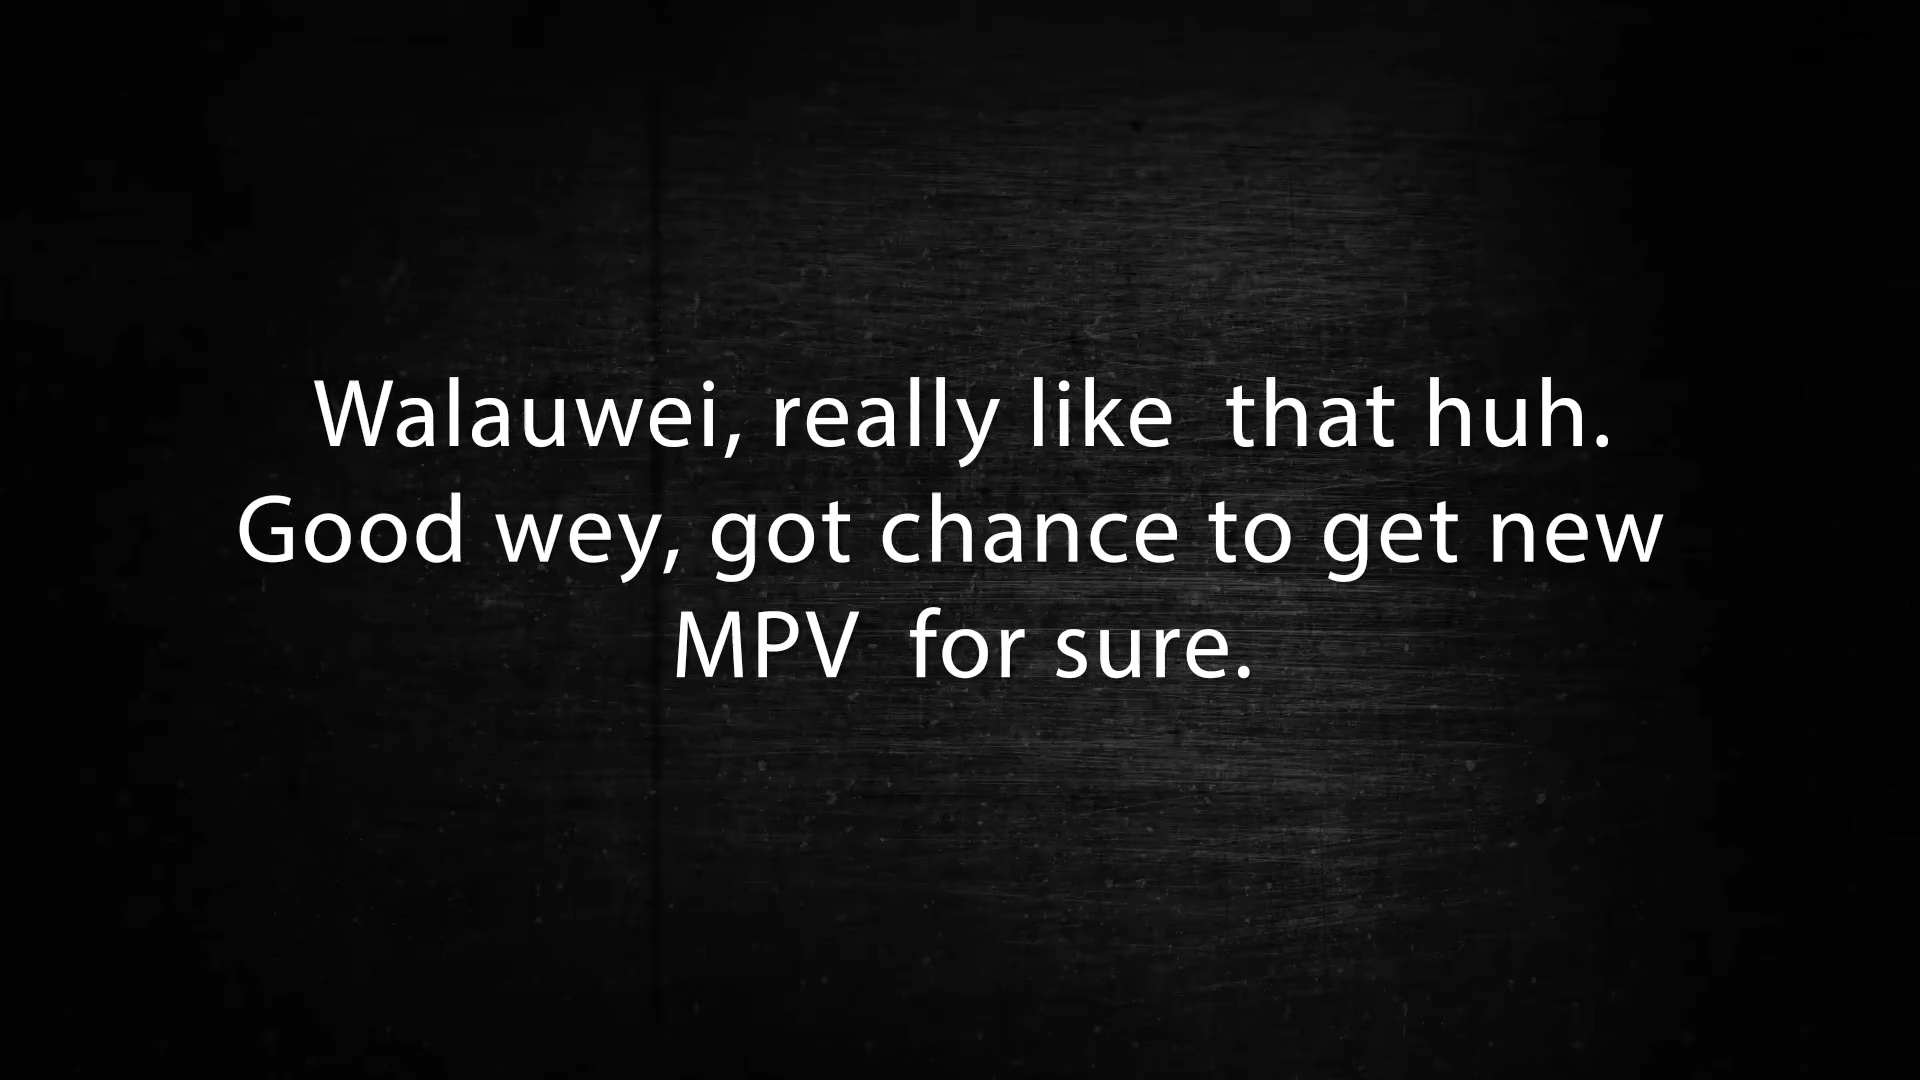 Walauwei, really like  that huh.
Good wey, got chance to get new
MPV  for sure.